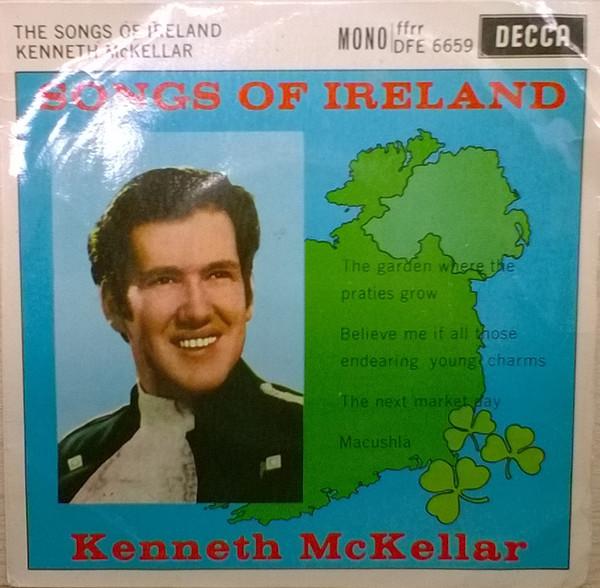 THE SONGS OF IRELAND
KENNETH McKELLAR
MONO ffrr
DFE 6659
DECCA
SONGS OF IRELAND
The garden where the
praties grow
Believe me if all those
endearing young charms
The next market day
Macushla
Kenneth McKellar